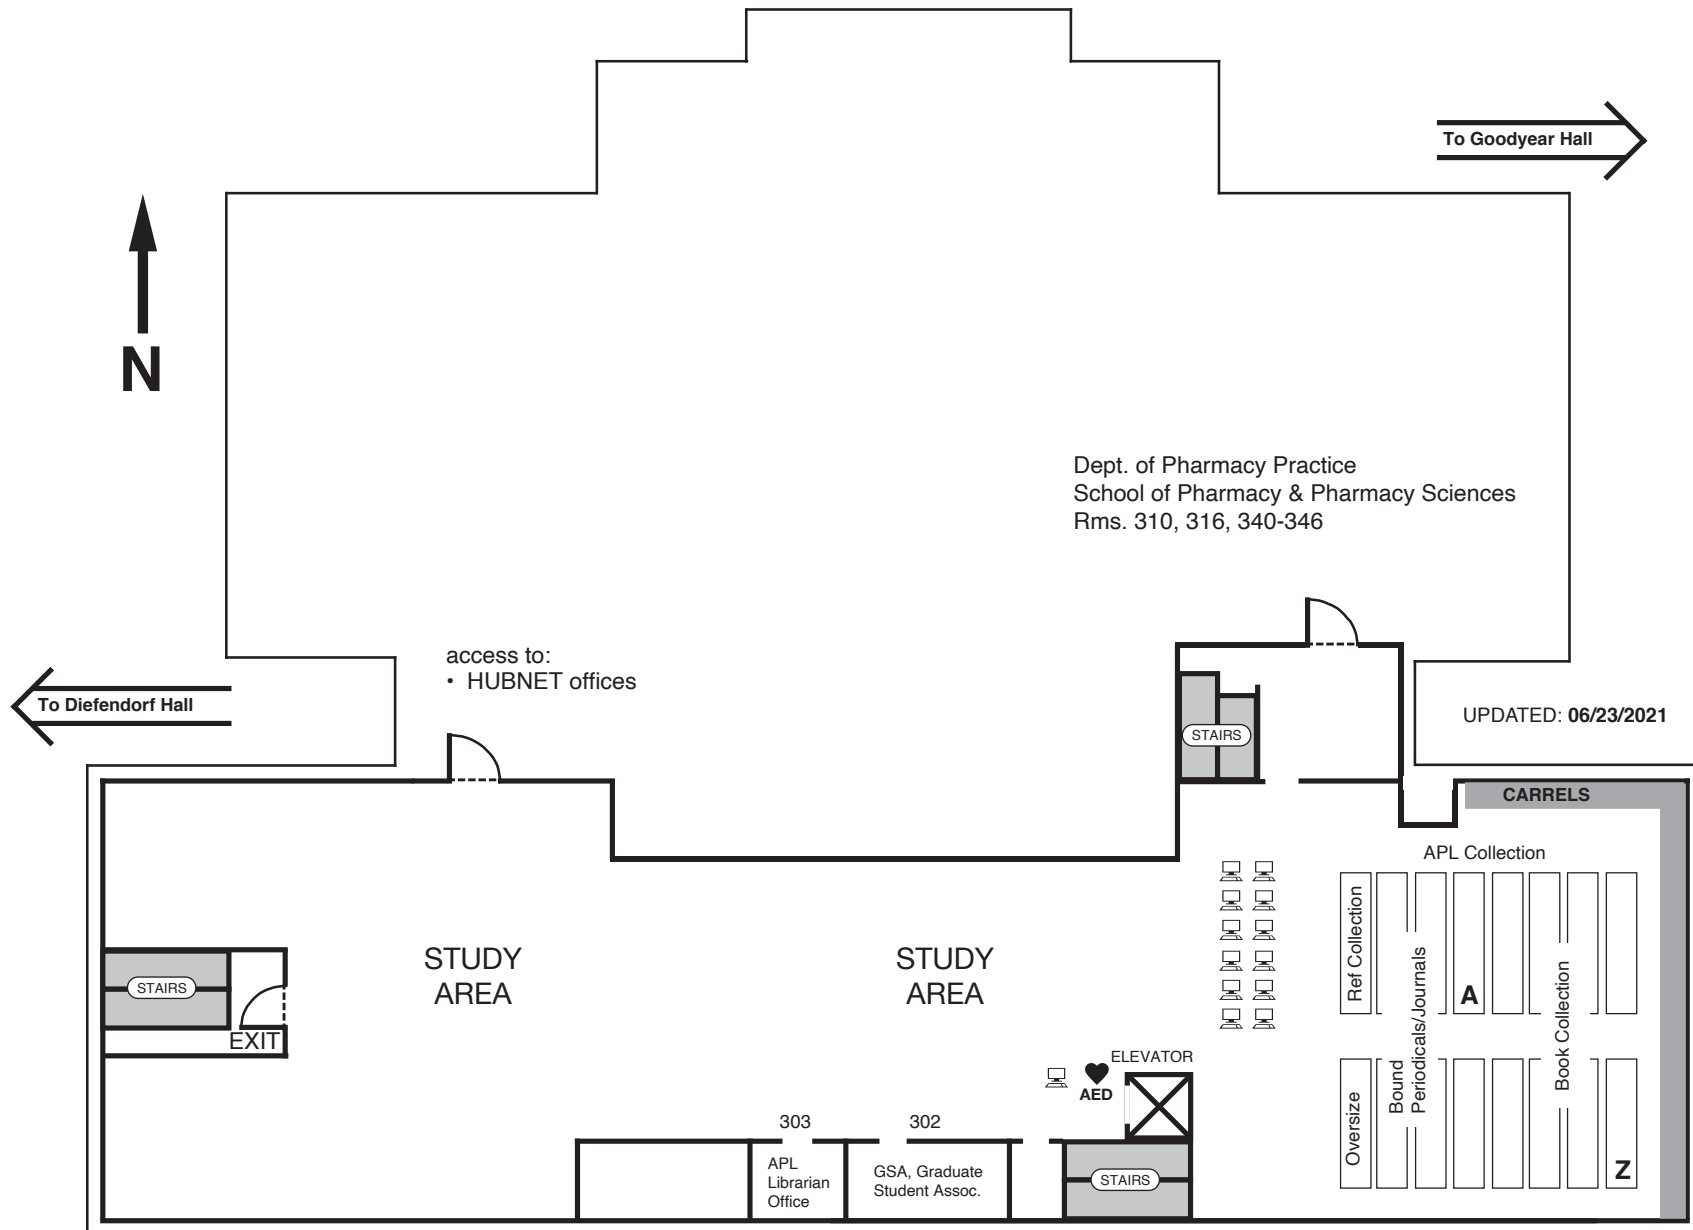 To Goodyear Hall
N
Dept. of Pharmacy Practice
School of Pharmacy & Pharmacy Sciences
Rms. 310, 316, 340-346
access to:
• HUBNET offices
To Diefendorf Hall
UPDATED: 06/23/2021
STAIRS
CARRELS
APL Collection
STUDY
AREA
STUDY
AREA
Ref Collection
Bound
Periodicals/Journals
A
Book Collection
STAIRS
EXIT
ELEVATOR
AED
Oversize
Z
303
302
APL
Librarian
Office
GSA, Graduate
Student Assoc.
STAIRS